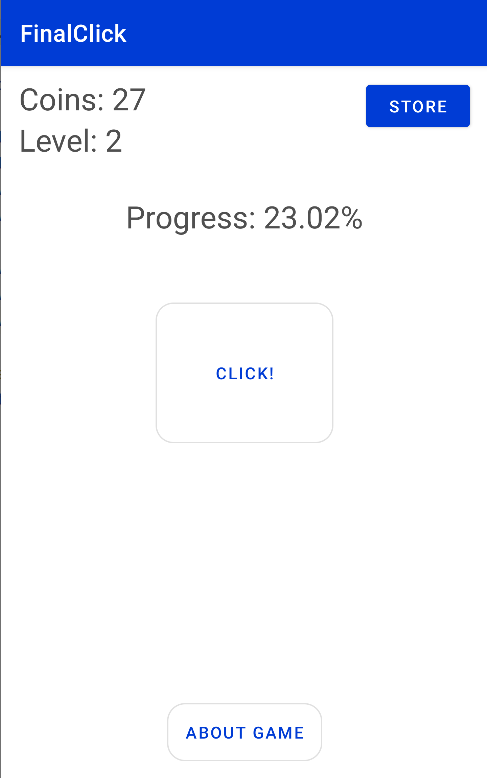 FinalClick
Coins: 27
STORE
Level: 2
Progress: 23.02%
CLICK!
ABOUT GAME